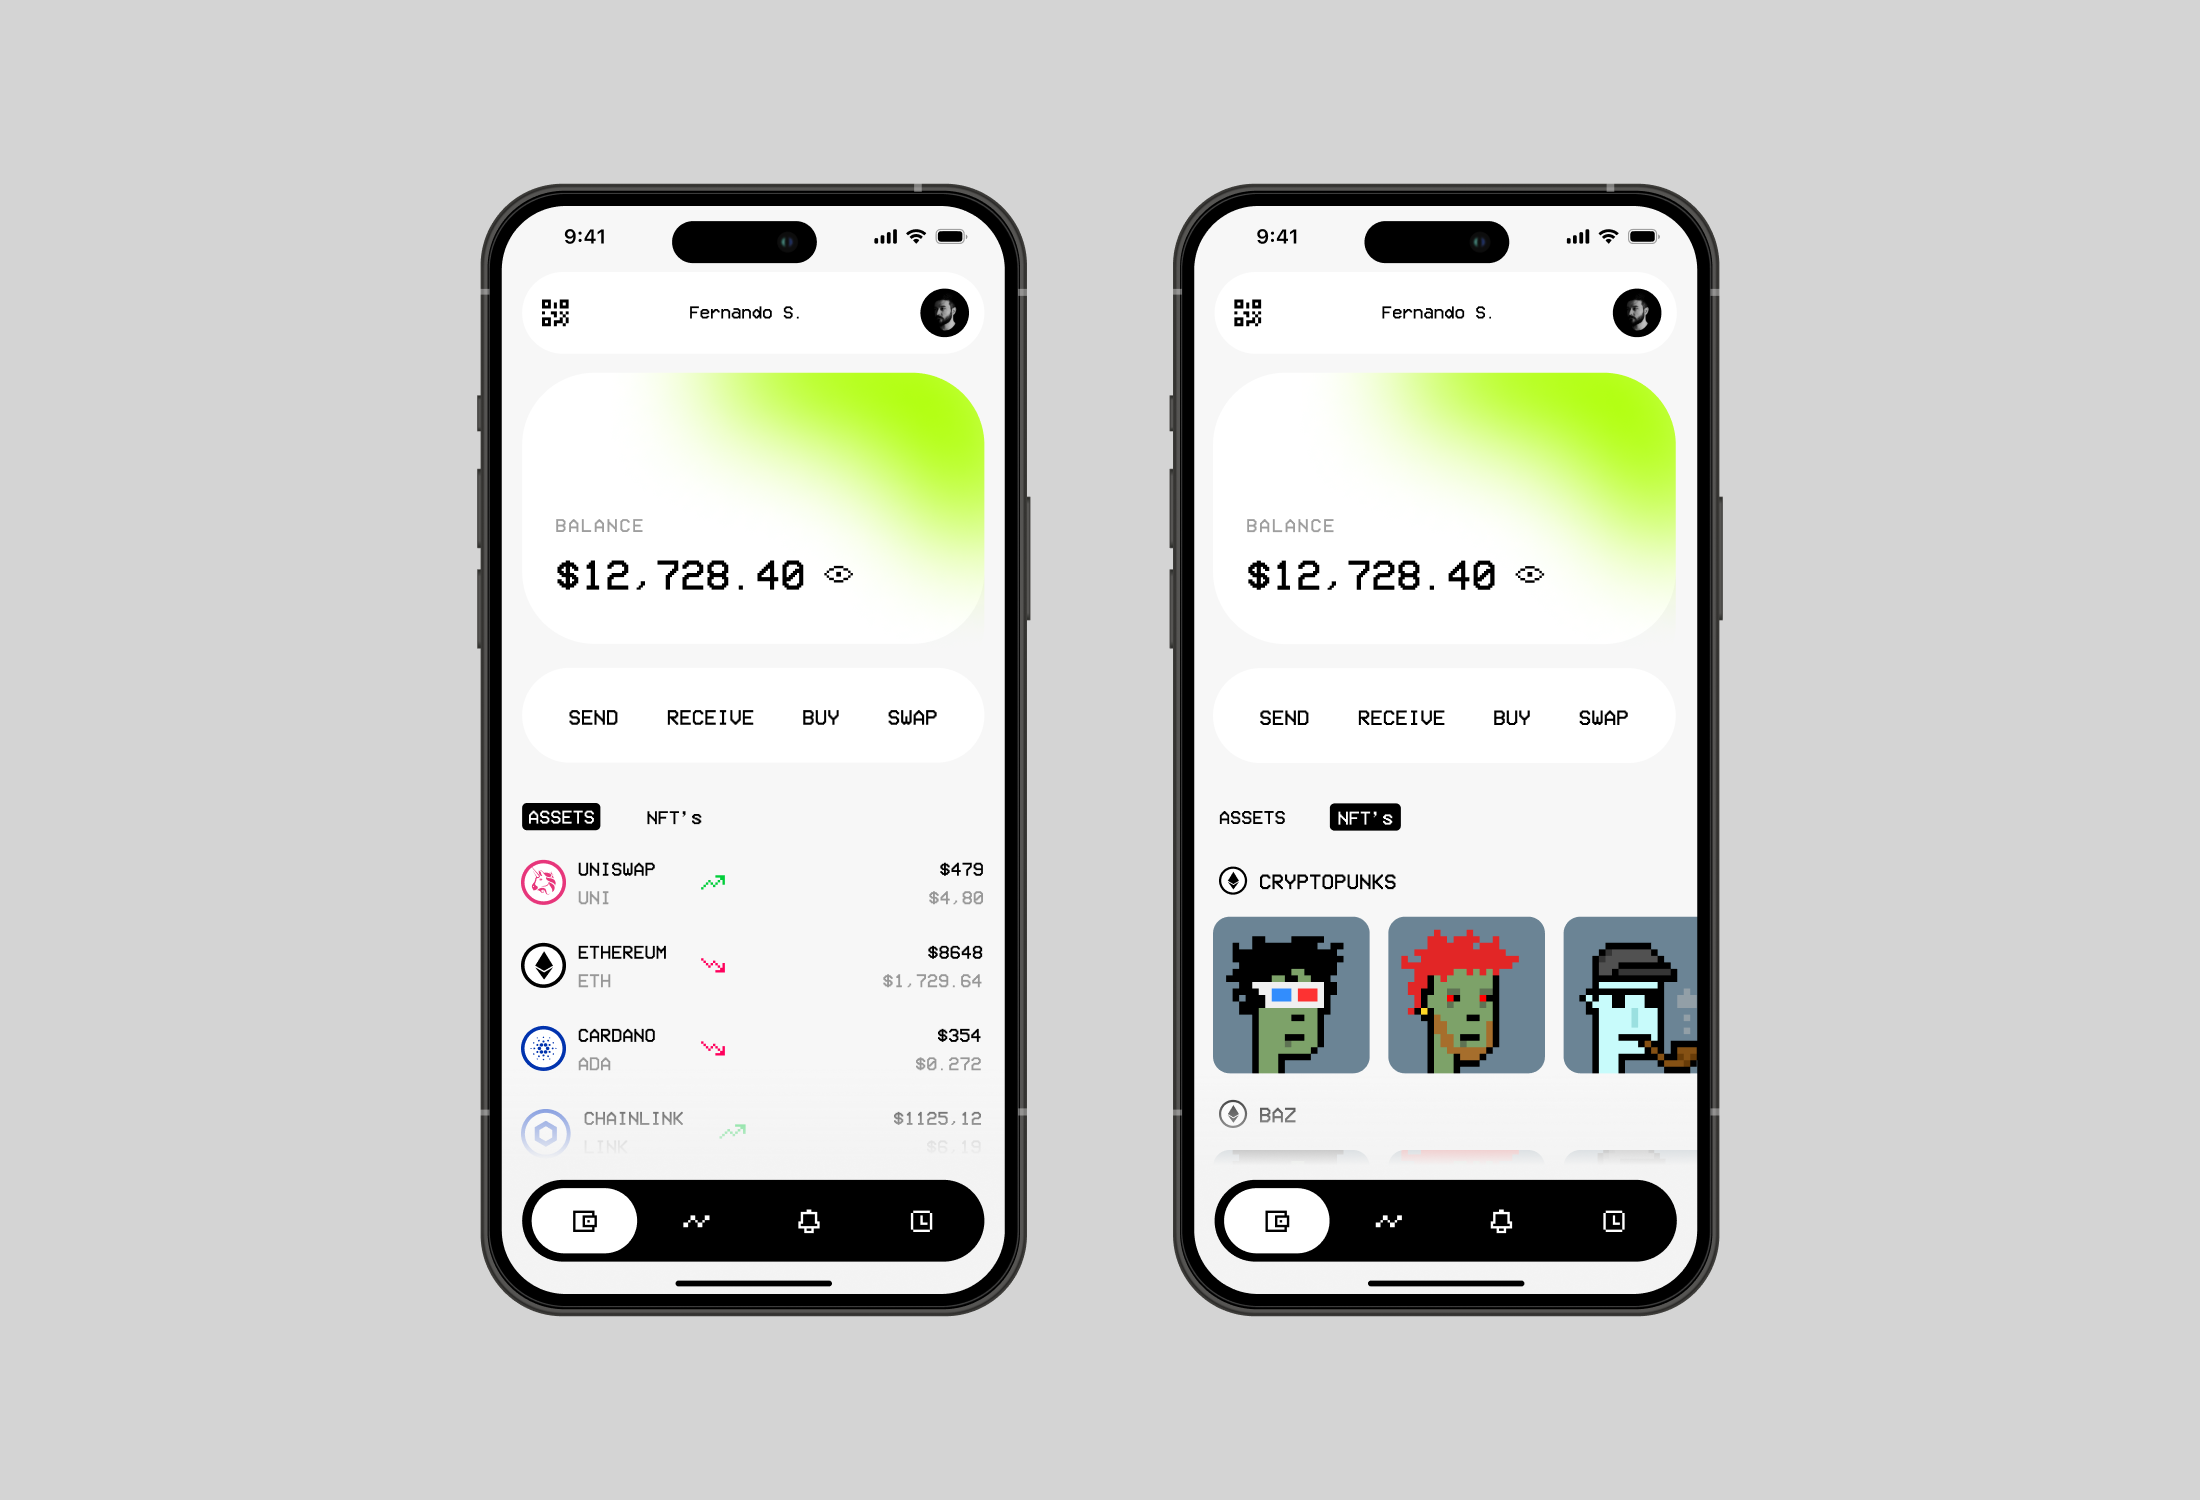 9:41
Fernando S.
BALANCE
$12,728.40
SEND RECEIVE BUY SWAP
ASSETS NFT's
UNISWAP $479
UNI $4,80
ETHEREUM $8648
ETH $1,729.64
CARDANO $354
ADA $0.272
CHAINLINK $1125,12
LINK $6.19
9:41
Fernando S.
BALANCE
$12,728.40
SEND RECEIVE BUY SWAP
ASSETS NFT's
CRYPTOPUNKS
BAZ